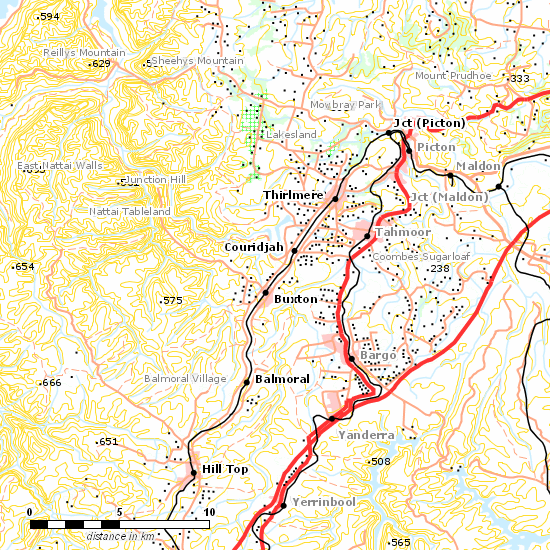 .594
Reillys Mountain
.629
Sheehys Mountain
Mount Prudhoe
.333
Mowbray Park
Jct (Picton)
Lakesland
Picton
East Nattai Walls
Maldon
Junction Hill
Thirlmere
Jct (Maldon)
Nattai Tableland
Tahmoor
Couridjah
Coombes Sugarloaf
.654
.238
.575
Buxton
Bargo
Balmoral Village
Balmoral
.666
Yanderra
.651
Hill Top
.508
Yerrinbool
0 5 10
distance in km
.565